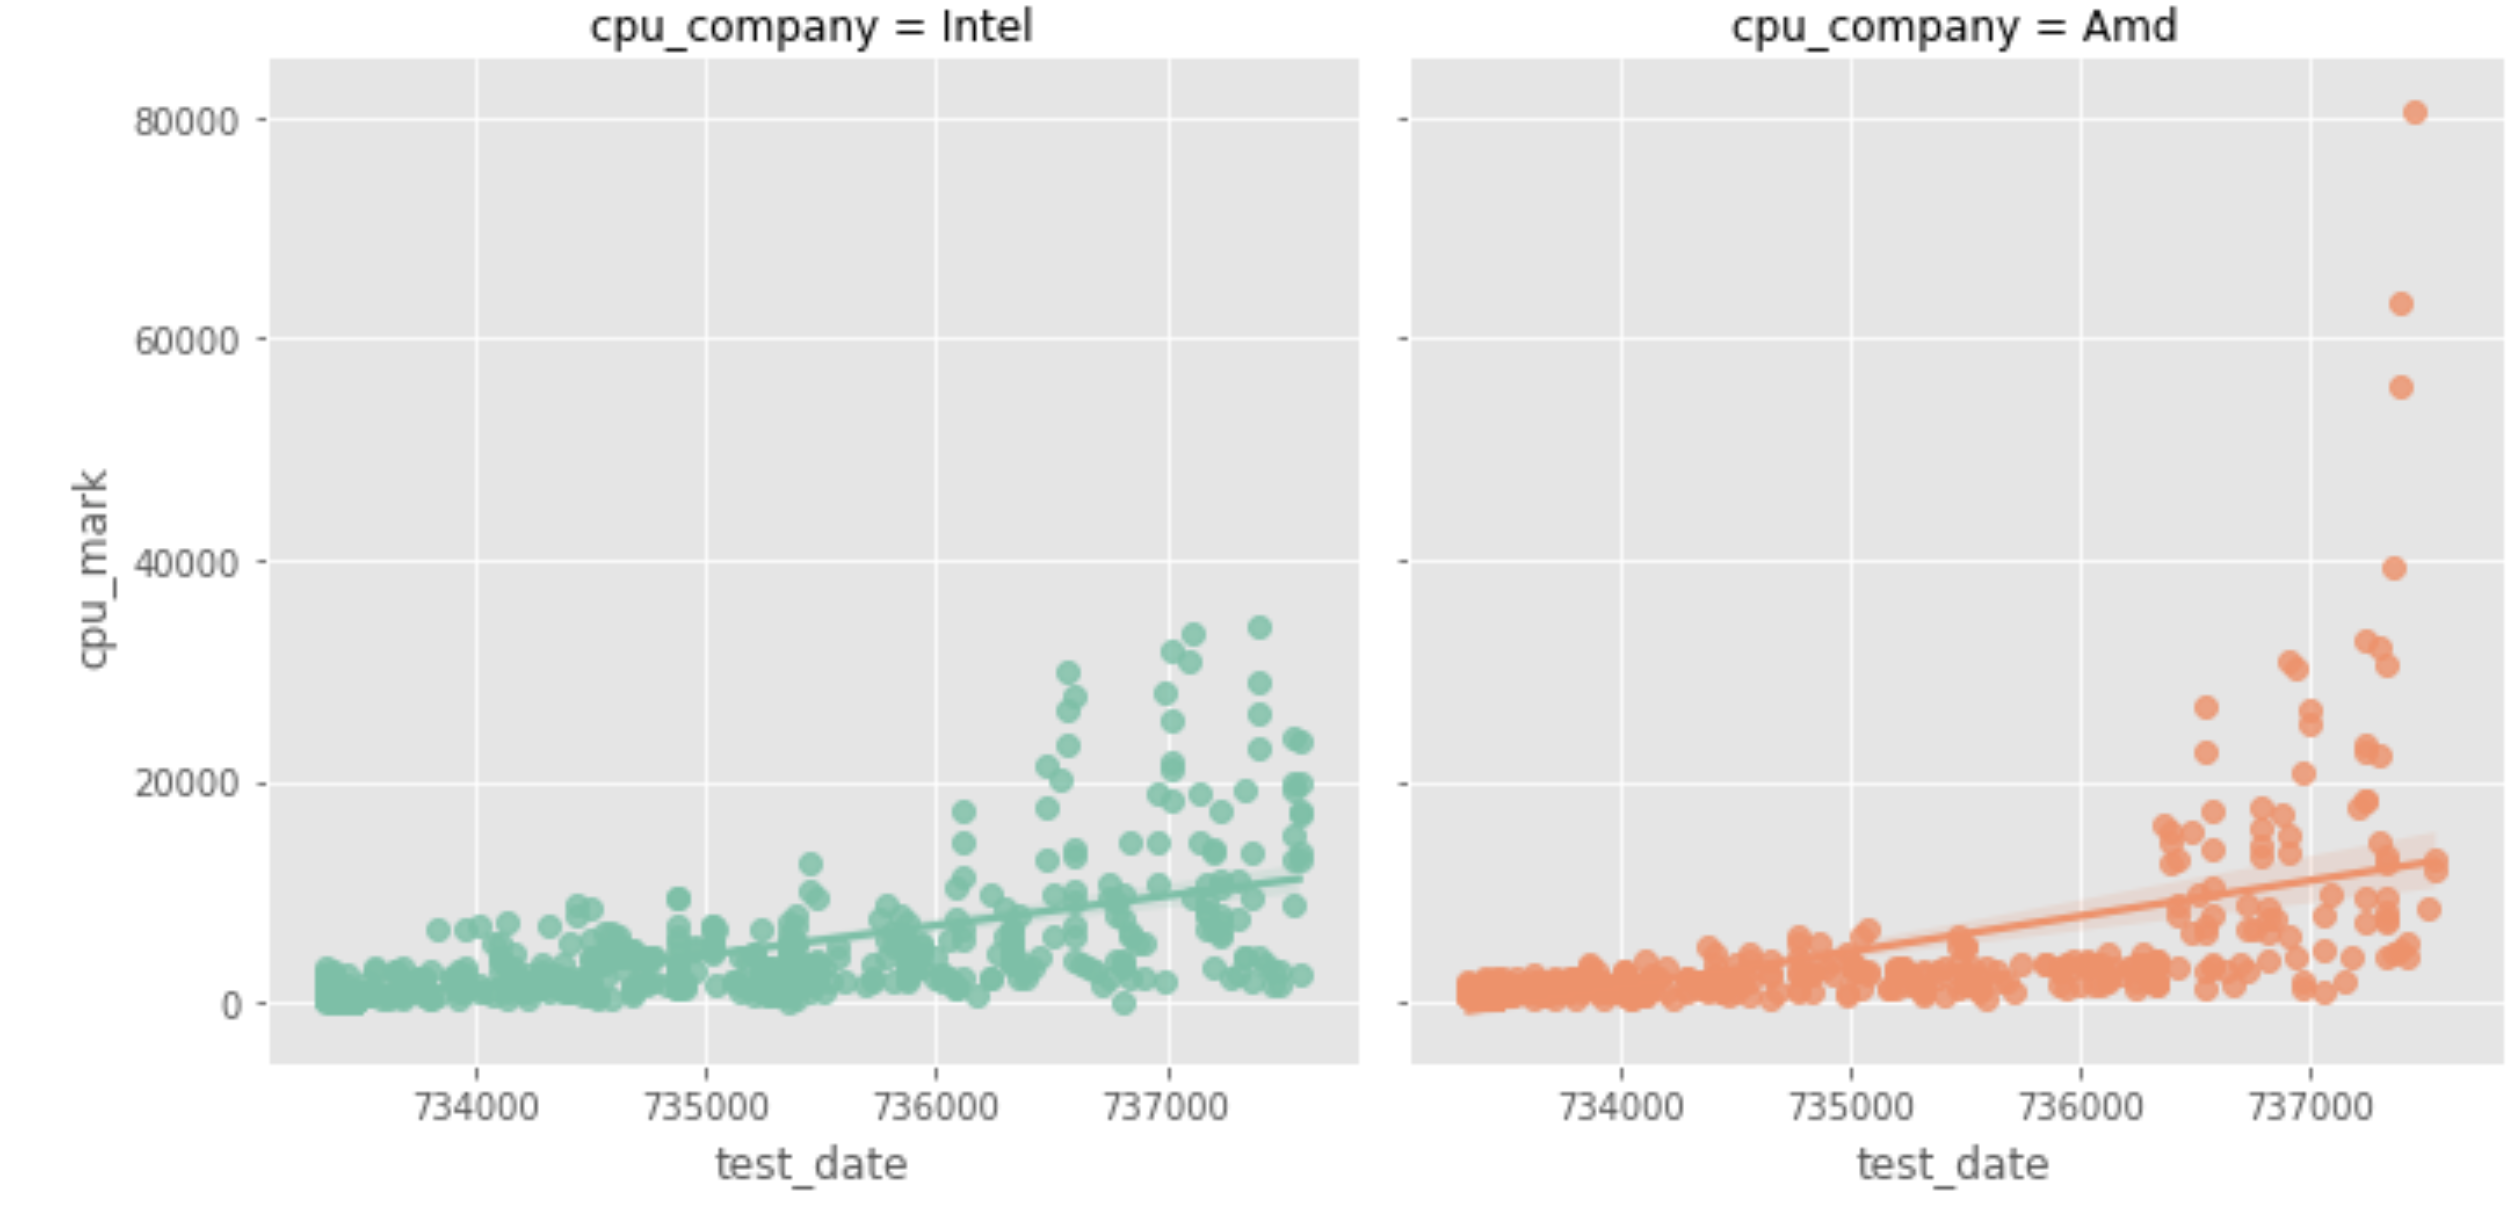 cpu_company = Intel
cpu_company = Amd
80000
60000
40000
20000
0
cpu_mark
734000 735000 736000 737000
734000 735000 736000 737000
test_date
test_date